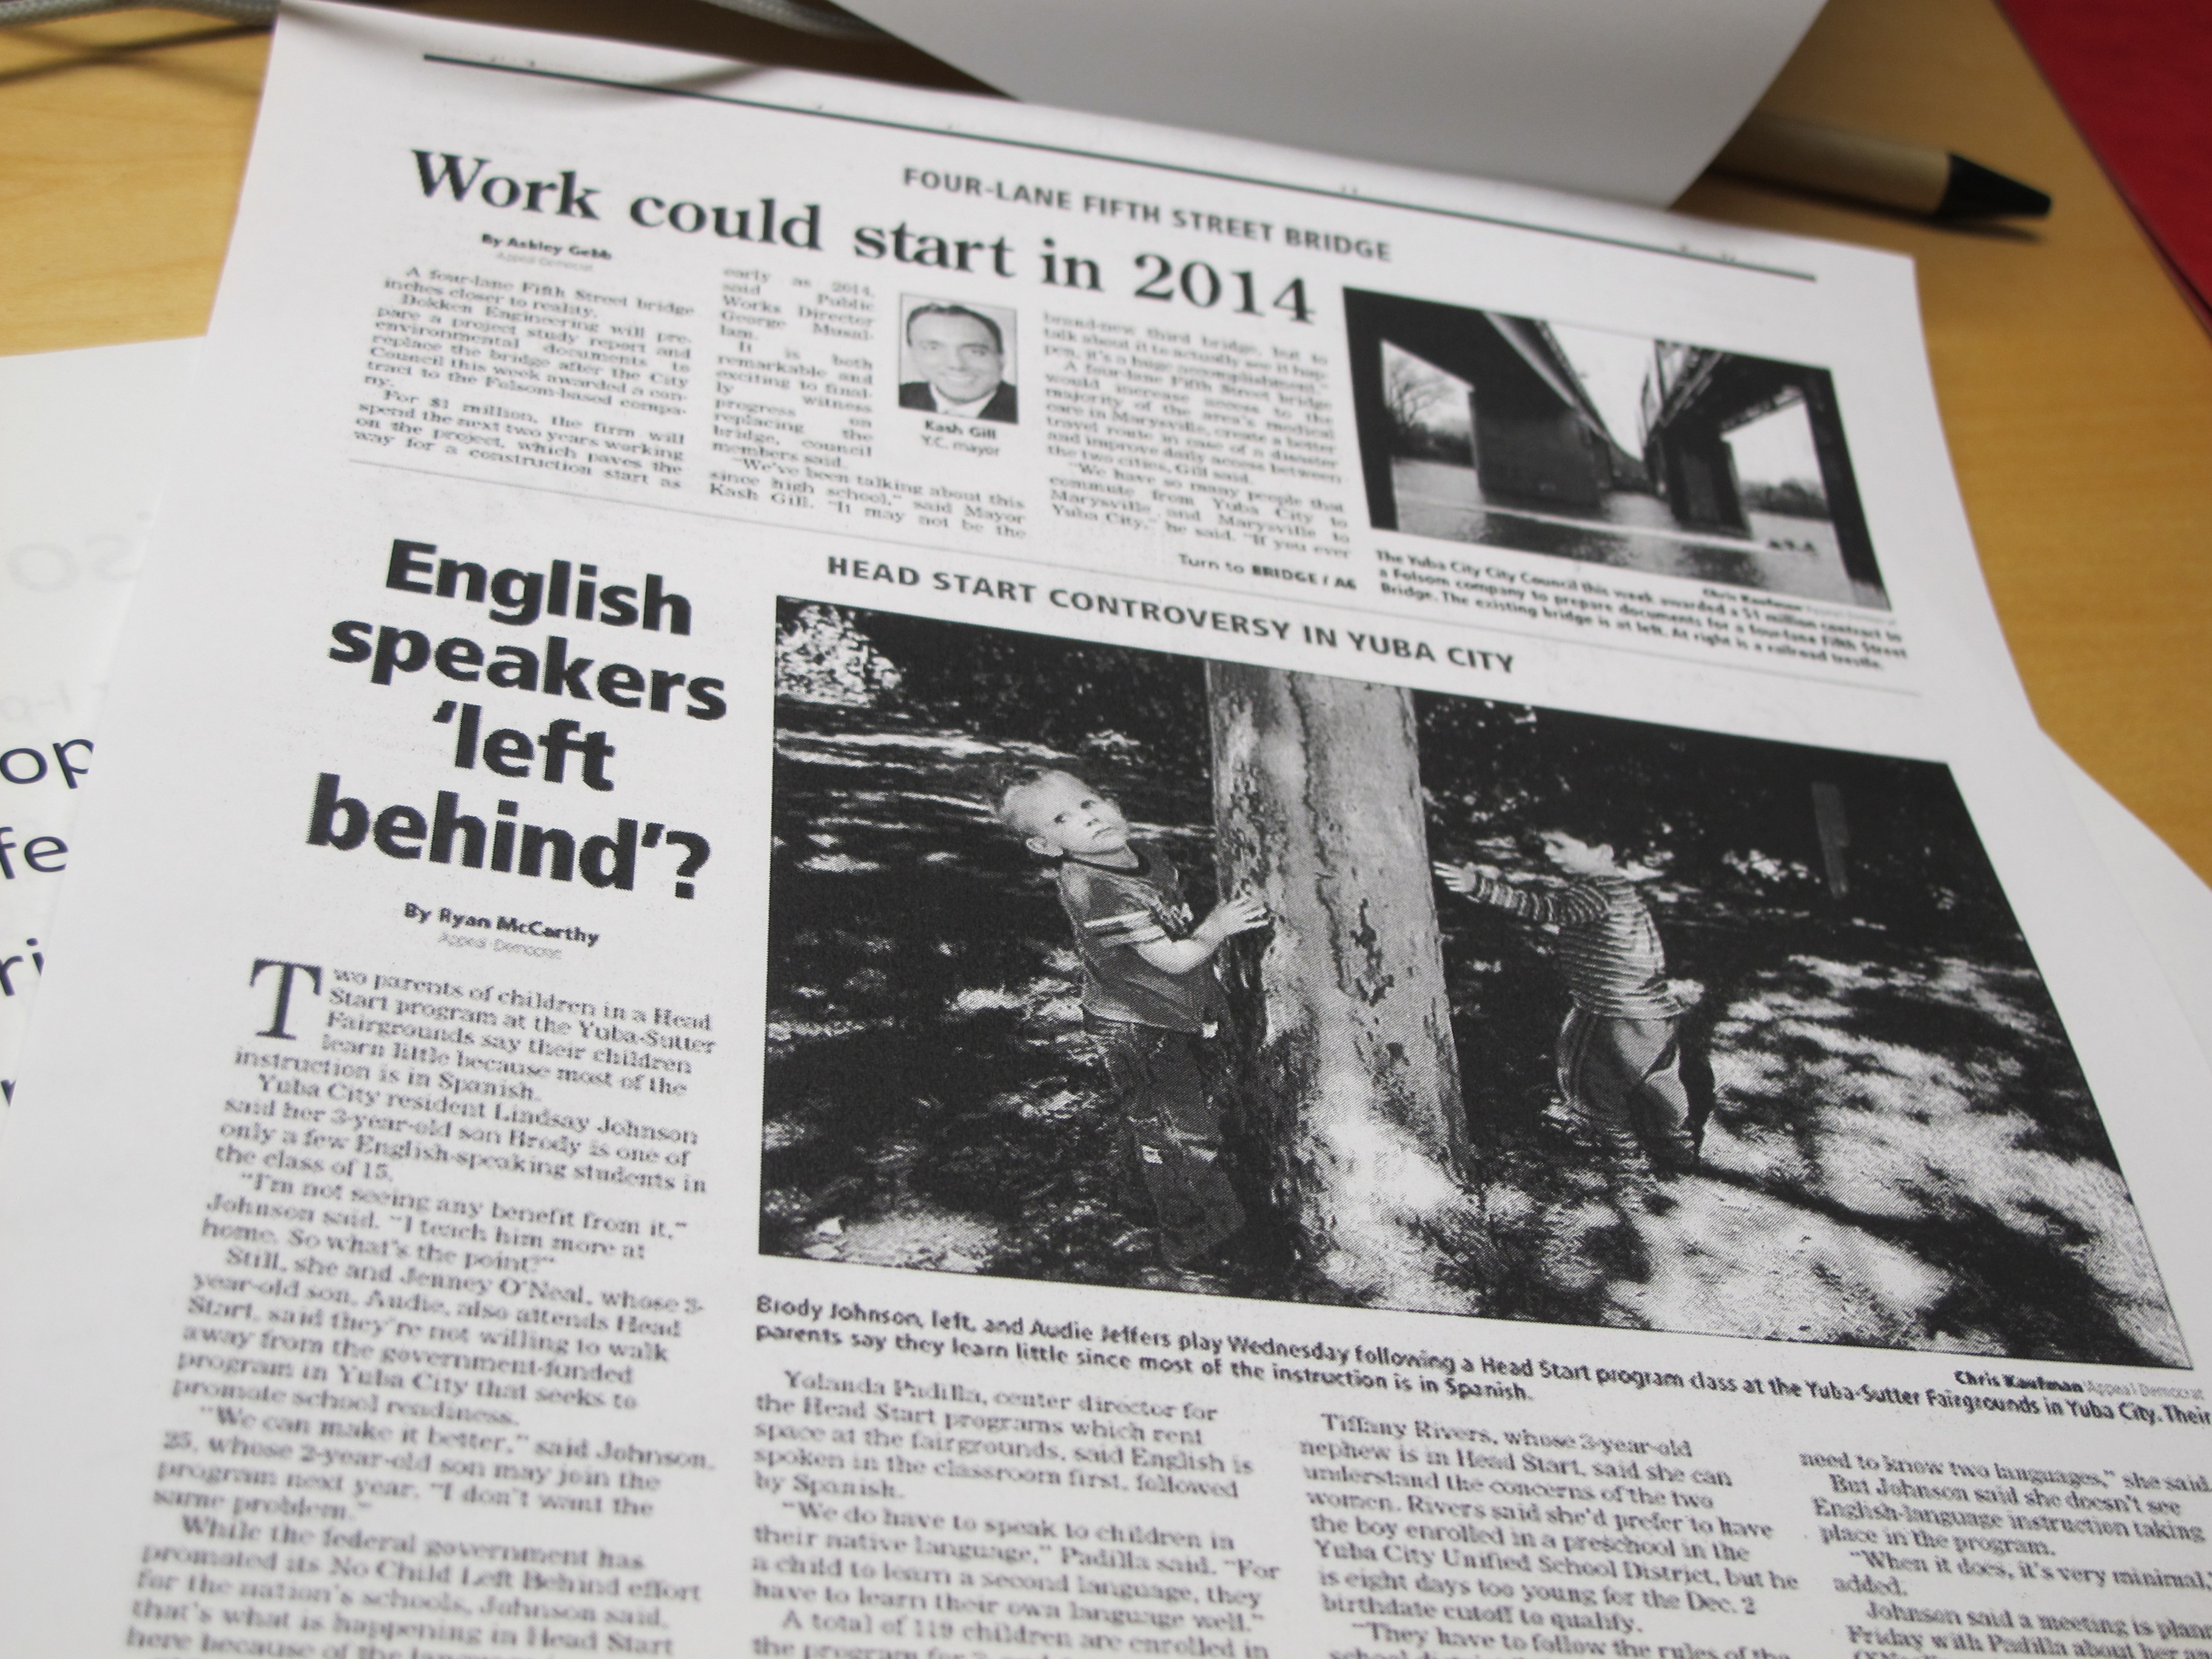 FOUR-LANE FIFTH STREET BRIDGE
Work could start in 2014
By Ashley Gebb
Appeal-Democrat
A four-lane Fifth Street bridge
inches closer to reality.
Dokken Engineering will pre-
pare a project study report and
environmental documents to
replace the bridge after the City
Council this week awarded a con-
tract to the Folsom-based compa-
ny.
For $1 million, the firm will
spend the next two years working
on the project, which paves the
way for a construction start as
early as 2014,
said Public
Works Director
George Musal-
lam.
It is both
remarkable and
exciting to final-
ly witness
progress on
replacing the
bridge, council
members said.
"We've been talking about this
since high school," said Mayor
Kash Gill. "It may not be the
Kash Gill
Y.C. mayor
brand-new third bridge, but to
talk about it to actually see it hap-
pen, it's a huge accomplishment."
A four-lane Fifth Street bridge
would increase access to the
majority of the area's medical
care in Marysville, create a better
travel route in case of a disaster
and improve daily access between
the two cities, Gill said.
"We have so many people that
commute from Yuba City to
Marysville and Marysville to
Yuba City," he said. "If you ever
Turn to BRIDGE / A6
Chris Kaufman
The Yuba City City Council this week awarded a $1 million contract to
a Folsom company to prepare documents for a four-lane Fifth Street
Bridge. The existing bridge is at left. At right is a railroad trestle.
HEAD START CONTROVERSY IN YUBA CITY
English
speakers
'left
behind'?
By Ryan McCarthy
Appeal-Democrat
Two parents of children in a Head
Start program at the Yuba-Sutter
Fairgrounds say their children
learn little because most of the
instruction is in Spanish.
Yuba City resident Lindsay Johnson
said her 3-year-old son Brody is one of
only a few English-speaking students in
the class of 15.
"I'm not seeing any benefit from it,"
Johnson said. "I teach him more at
home. So what's the point?"
Still, she and Jenney O'Neal, whose 3-
year-old son, Audie, also attends Head
Start, said they're not willing to walk
away from the government-funded
program in Yuba City that seeks to
promote school readiness.
"We can make it better," said Johnson,
25, whose 2-year-old son may join the
program next year. "I don't want the
same problem."
While the federal government has
promoted its No Child Left Behind effort
for the nation's schools, Johnson said,
that's what is happening in Head Start
here because of the language
Chris Kaufman/Appeal-Democrat
Brody Johnson, left, and Audie Jeffers play Wednesday following a Head Start program class at the Yuba-Sutter Fairgrounds in Yuba City. Their
parents say they learn little since most of the instruction is in Spanish.
Yolanda Padilla, center director for
the Head Start programs which rent
space at the fairgrounds, said English is
spoken in the classroom first, followed
by Spanish.
"We do have to speak to children in
their native language," Padilla said. "For
a child to learn a second language, they
have to learn their own language well."
A total of 119 children are enrolled in
the program for
Tiffany Rivers, whose 3-year-old
nephew is in Head Start, said she can
understand the concerns of the two
women. Rivers said she'd prefer to have
the boy enrolled in a preschool in the
Yuba City Unified School District, but he
is eight days too young for the Dec. 2
birthdate cutoff to qualify.
"They have to follow the rules of the
school
need to know two languages," she said.
But Johnson said she doesn't see
English-language instruction taking
place in the program.
"When it does, it's very minimal,"
added.
Johnson said a meeting is plan
Friday with Padilla about her
op
fe
ri